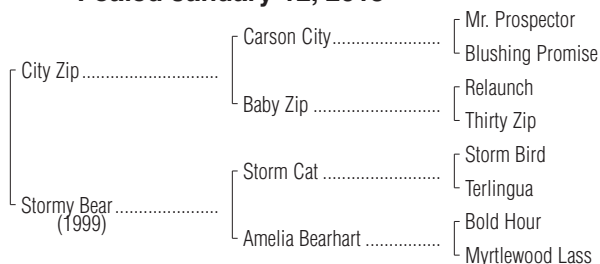 Foaled January 12,
Mr. Prospector
Carson City
Blushing Promise
City Zip
Relaunch
Baby Zip
Thirty Zip
Storm Bird
Storm Cat
Terlingua
Stormy Bear
(1999)
Bold Hour
Amelia Bearhart
Myrtlewood Lass